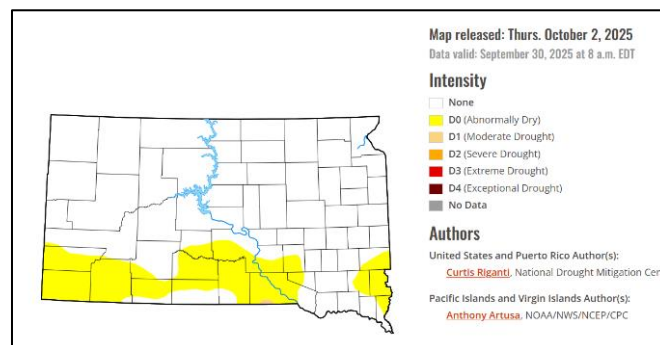 Map released: Thurs. October 2, 2025
Data valid: September 30, 2025 at 8 a.m. EDT
Intensity
None
D0 (Abnormally Dry)
D1 (Moderate Drought)
D2 (Severe Drought)
D3 (Extreme Drought)
D4 (Exceptional Drought)
No Data
Authors
United States and Puerto Rico Author(s):
Curtis Riganti, National Drought Mitigation Cen
Pacific Islands and Virgin Islands Author(s):
Anthony Artusa, NOAA/NWS/NCEP/CPC